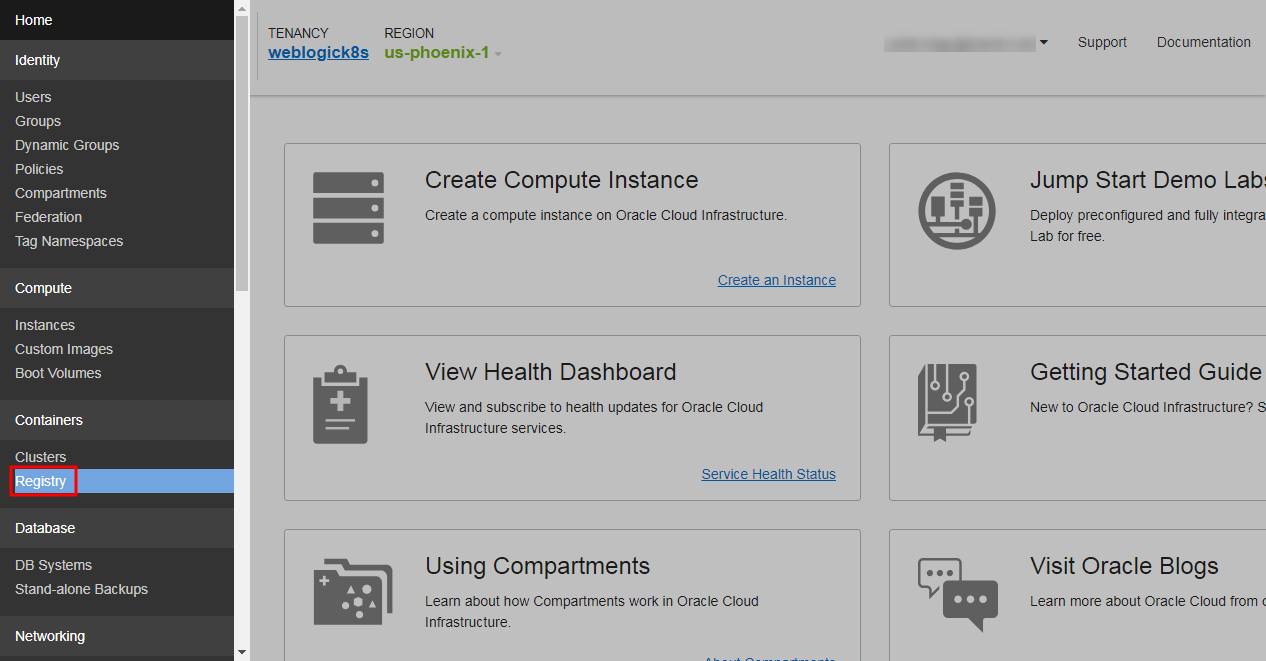 Home
Identity
Users
Groups
Dynamic Groups
Policies
Compartments
Federation
Tag Namespaces
Compute
Instances
Custom Images
Boot Volumes
Containers
Clusters
Registry
Database
DB Systems
Stand-alone Backups
Networking
TENANCY
weblogick8s
REGION
us-phoenix-1
Support
Documentation
Create Compute Instance
Create a compute instance on Oracle Cloud Infrastructure.
Create an Instance
Jump Start Demo Labs
Deploy preconfigured and fully integra
Lab for free.
View Health Dashboard
View and subscribe to health updates for Oracle Cloud
Infrastructure services.
Service Health Status
Getting Started Guide
New to Oracle Cloud Infrastructure? S
Using Compartments
Learn about how Compartments work in Oracle Cloud
Infrastructure.
About Compartments
Visit Oracle Blogs
Learn more about Oracle Cloud from